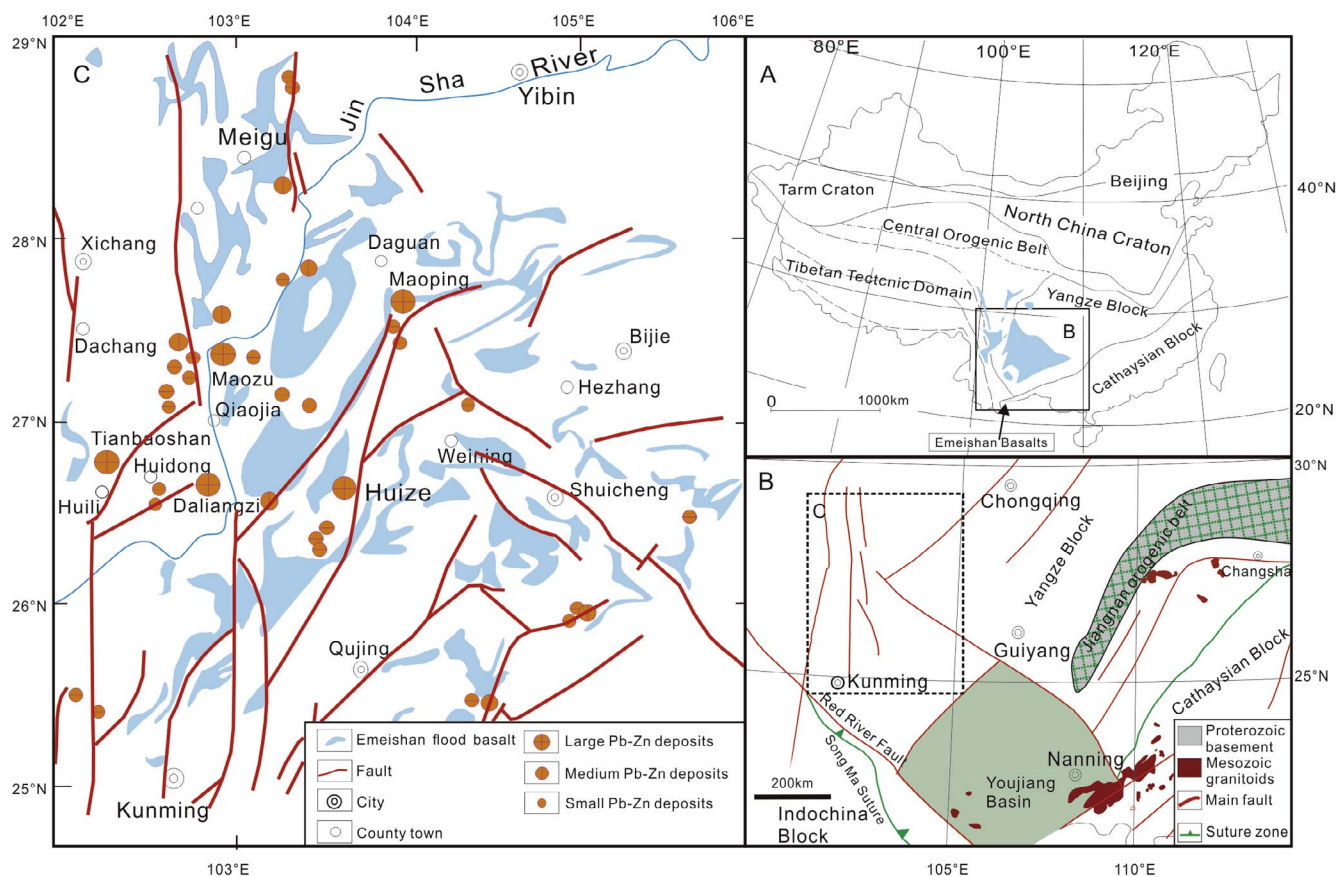 102°E
103°E
104°E
105°E
106°E
29°N
28°N
27°N
26°N
25°N
103°E
C
Jin
Sha
River
Yibin
Meigu
Xichang
Daguan
Maoping
Dachang
Bijie
Maozu
Hezhang
Qiaojia
Tianbaoshan
Weining
Huidong
Huili
Daliangzi
Huize
Shuicheng
Qujing
Kunming
Emeishan flood basalt
Fault
City
County town
Large Pb-Zn deposits
Medium Pb-Zn deposits
Small Pb-Zn deposits
A
80°E
100°E
120°E
40°N
20°N
Tarm Craton
Beijing
North China Craton
Central Orogenic Belt
Tibetan Tectcnic Domain
Yangze Block
B
Cathaysian Block
0
1000km
Emeishan Basalts
B
30°N
25°N
105°E
110°E
C
Chongqing
Yangze Block
Jiangnan orogenic belt
Changsha
Guiyang
Kunming
Cathaysian Block
Red River Fault
Song Ma Suture
Nanning
Youjiang
Basin
200km
Indochina
Block
Proterozoic
basement
Mesozoic
granitoids
Main fault
Suture zone